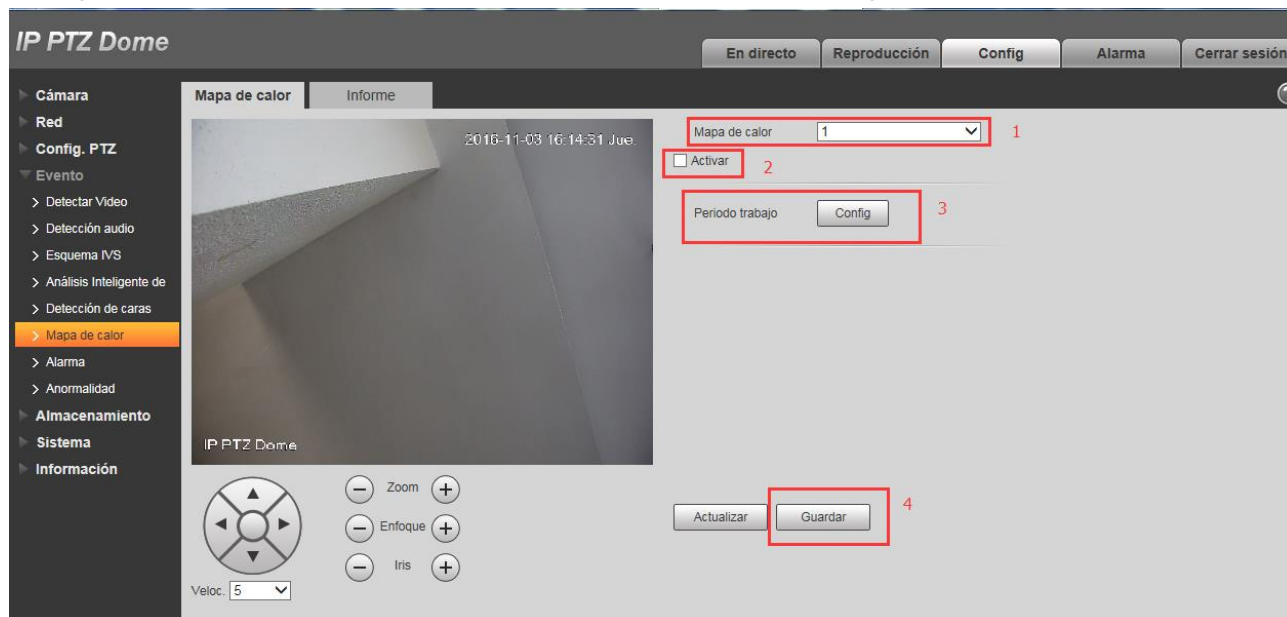 IP PTZ Dome
En directo
Reproducción
Config
Alarma
Cerrar sesión
Cámara
Red
Config. PTZ
Evento
Detectar Video
Detección audio
Esquema IVS
Análisis Inteligente de
Detección de caras
Mapa de calor
Alarma
Anormalidad
Almacenamiento
Sistema
Información
Mapa de calor
Informe
2016-11-03 16:14:31 Jue.
IP PTZ Dome
Zoom
Enfoque
Iris
Veloc. 5
Mapa de calor 1
1
Activar
2
Periodo trabajo Config
3
Actualizar Guardar
4